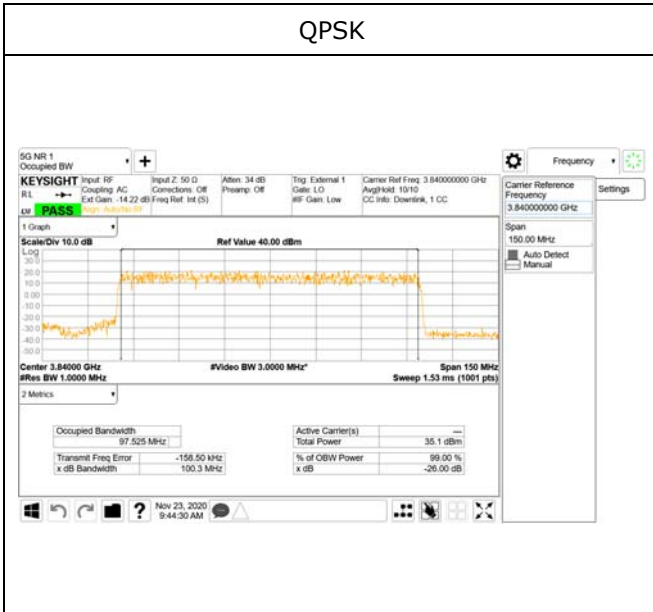 QPSK
5G NR 1
Occupied BW
+
Frequency
KEYSIGHT
Input: RF
Input Z: 50 Ω
Atten: 34 dB
Trig: External 1
Carrier Ref Freq: 3.840000000 GHz
RL
Coupling: AC
Corrections: Off
Preamp: Off
Gate: LO
Avg|Hold: 10/10
Ext Gain: -14.22 dB
Freq Ref: Int (S)
#IF Gain: Low
CC Info: Downlink, 1 CC
PASS
Align: Auto/No RF
Carrier Reference
Frequency
3.840000000 GHz
Settings
Span
150.00 MHz
Auto Detect
Manual
1 Graph
Scale/Div 10.0 dB
Ref Value 40.00 dBm
Log
30.0
20.0
10.0
0.00
-10.0
-20.0
-30.0
-40.0
-50.0
Center 3.84000 GHz
#Video BW 3.0000 MHz*
Span 150 MHz
#Res BW 1.0000 MHz
Sweep 1.53 ms (1001 pts)
2 Metrics
Occupied Bandwidth
97.525 MHz
Active Carrier(s)
---
Total Power
35.1 dBm
Transmit Freq Error
-158.50 kHz
% of OBW Power
99.00 %
x dB Bandwidth
100.3 MHz
x dB
-26.00 dB
?
Nov 23, 2020
9:44:30 AM